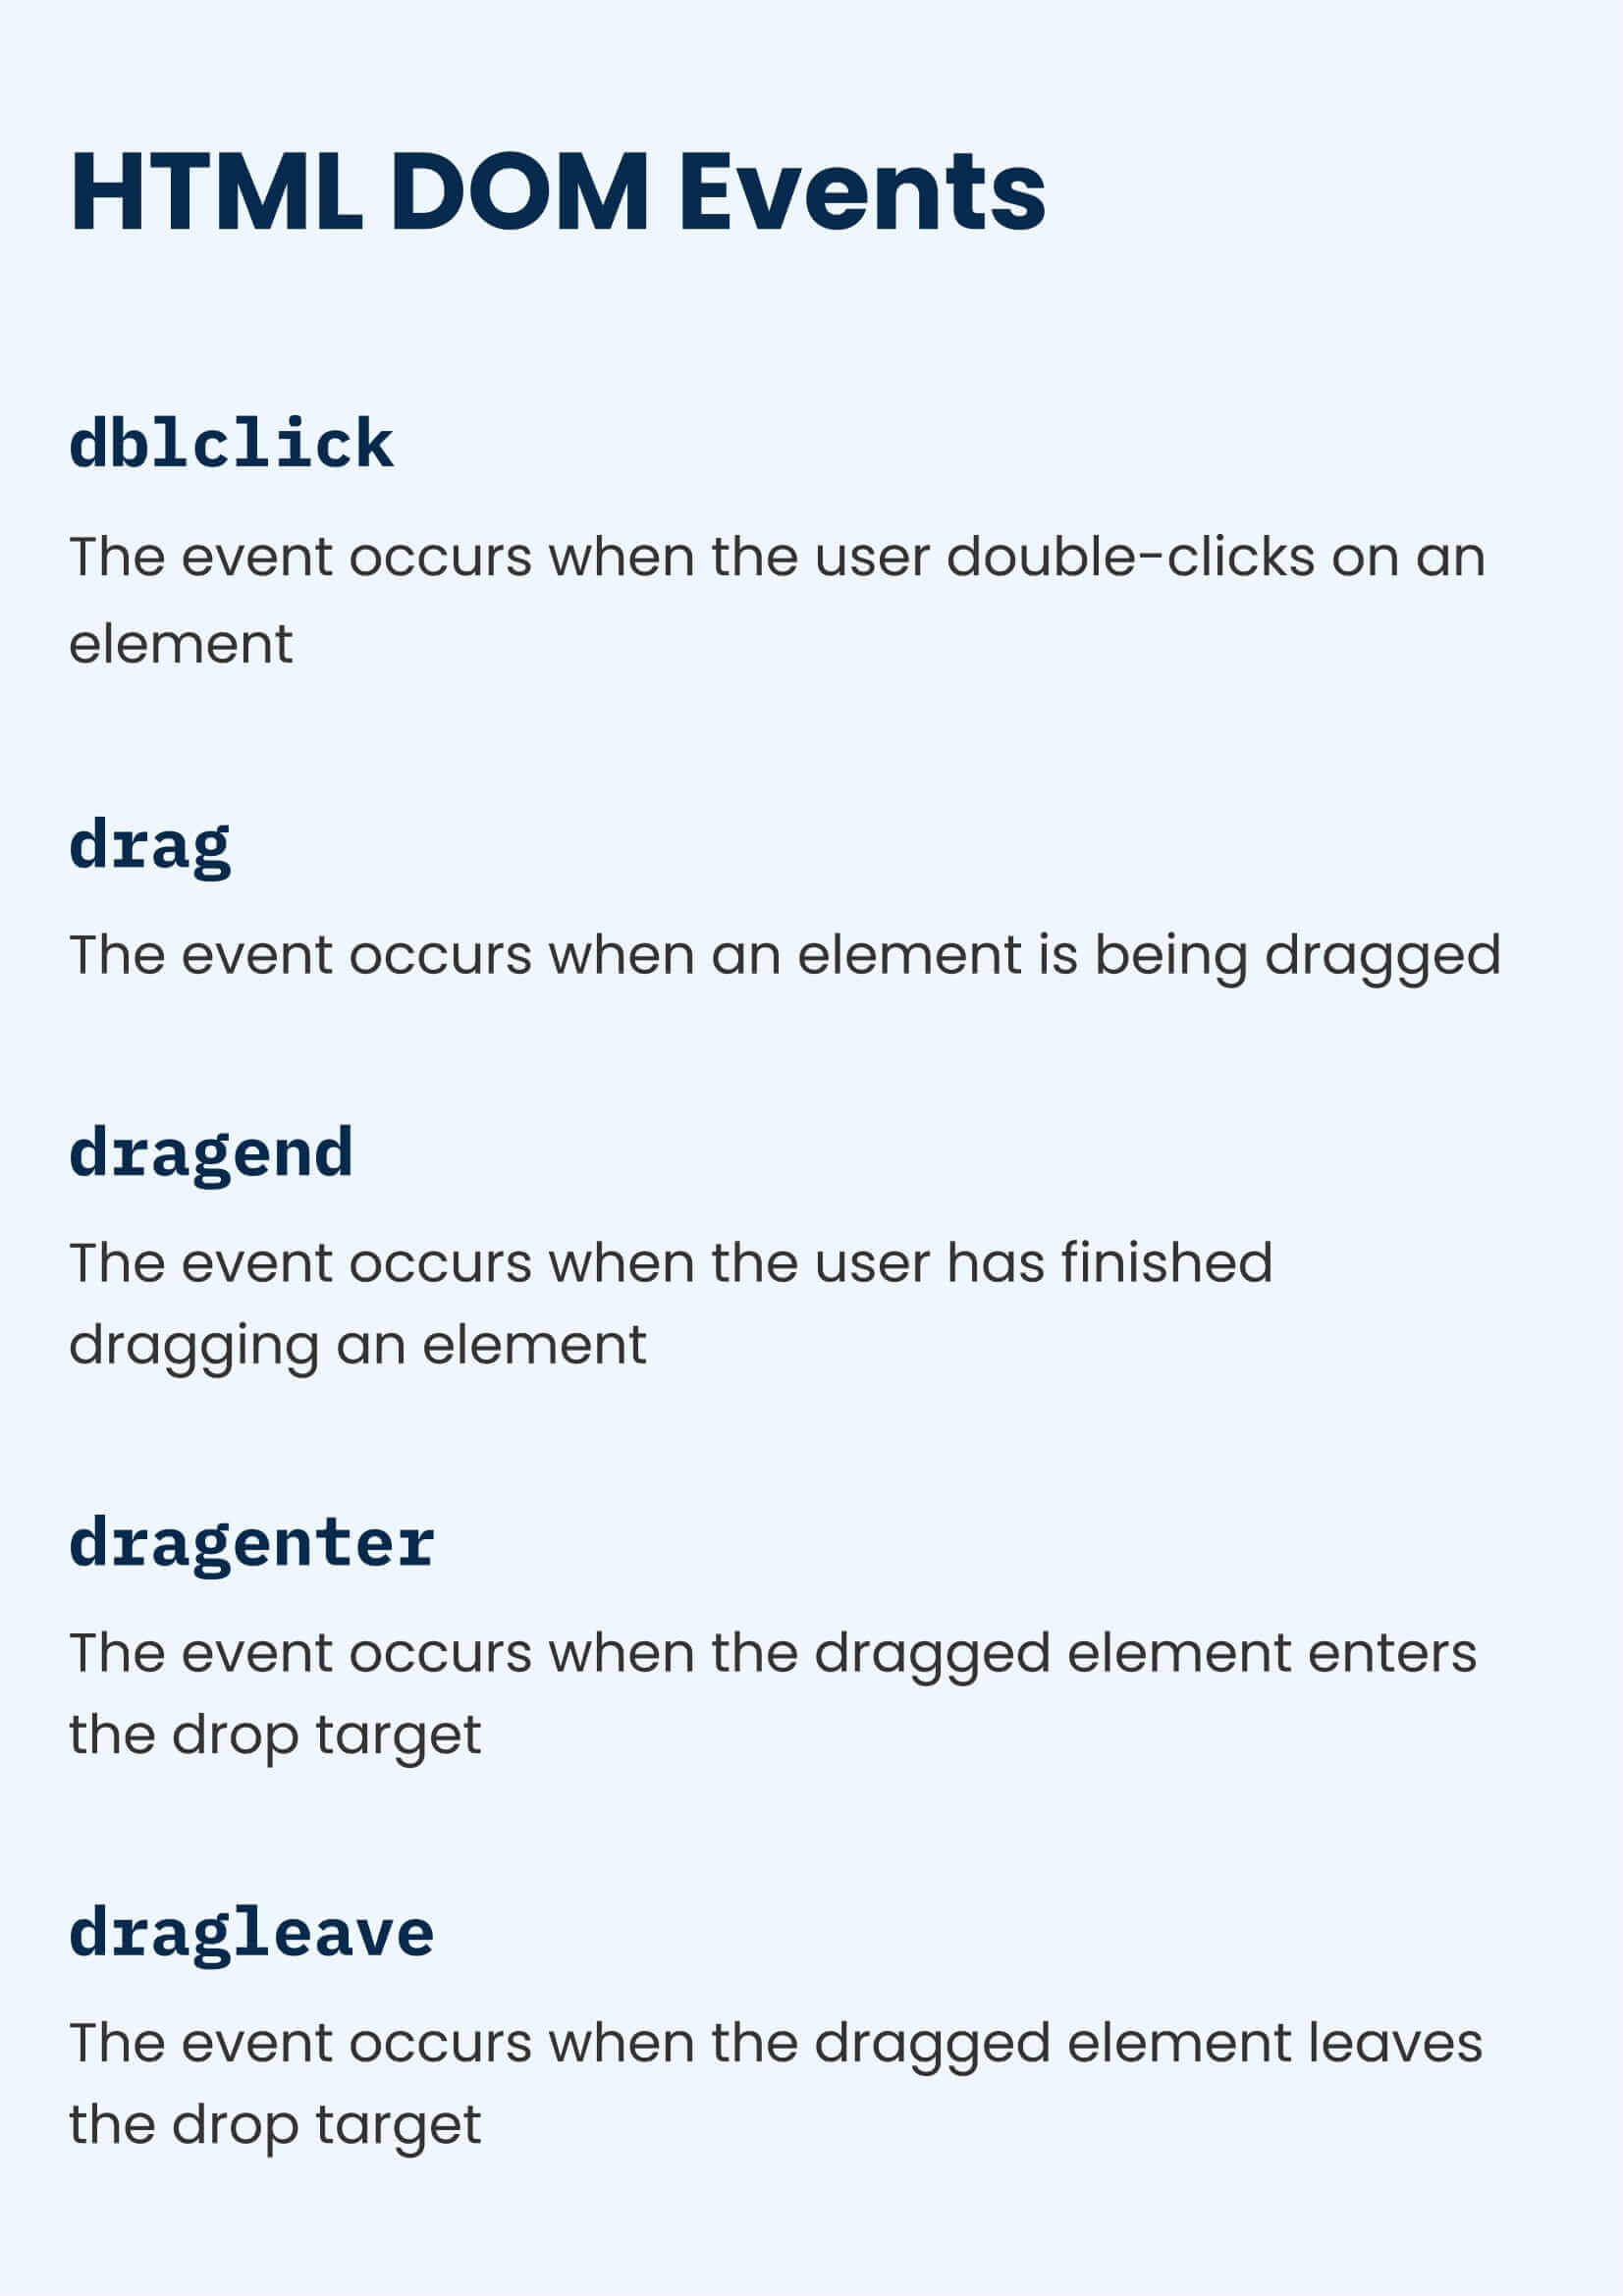 HTML DOM Events
dblclick
The event occurs when the user double-clicks on an
element
drag
The event occurs when an element is being dragged
dragend
The event occurs when the user has finished
dragging an element
dragenter
The event occurs when the dragged element enters
the drop target
dragleave
The event occurs when the dragged element leaves
the drop target